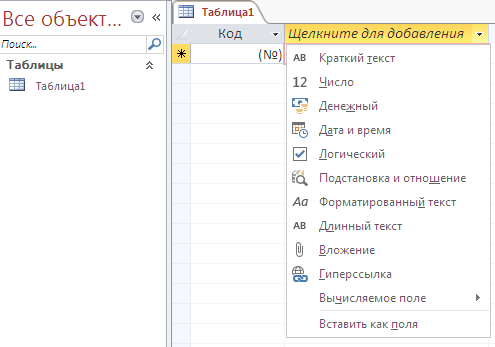 Все объект...
Поиск...
Таблицы
Таблица1
Таблица1
Код
Щелкните для добавления
(№)
AB Краткий текст
12 Число
Денежный
Дата и время
Логический
Подстановка и отношение
Aa Форматированный текст
AB Длинный текст
Вложение
Гиперссылка
Вычисляемое поле
Вставить как поля